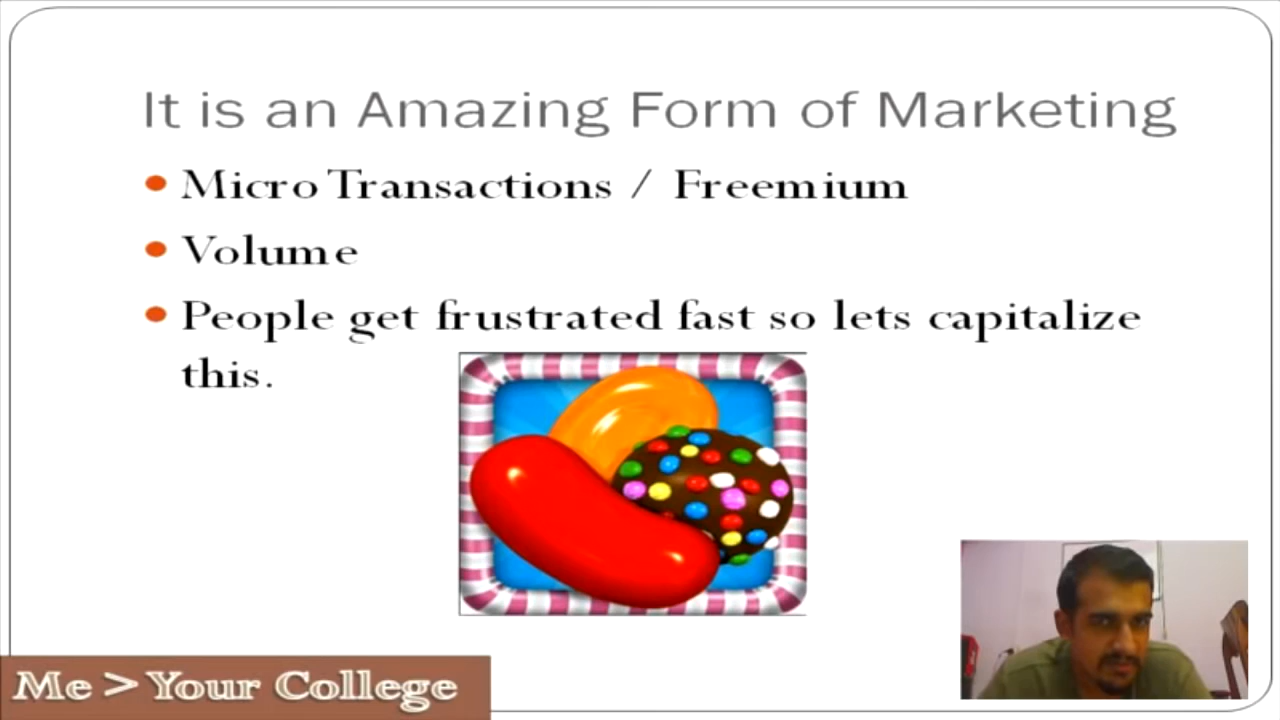 It is an Amazing Form of Marketing
Micro Transactions / Freemium
Volume
People get frustrated fast so lets capitalize
this.
Me > Your College